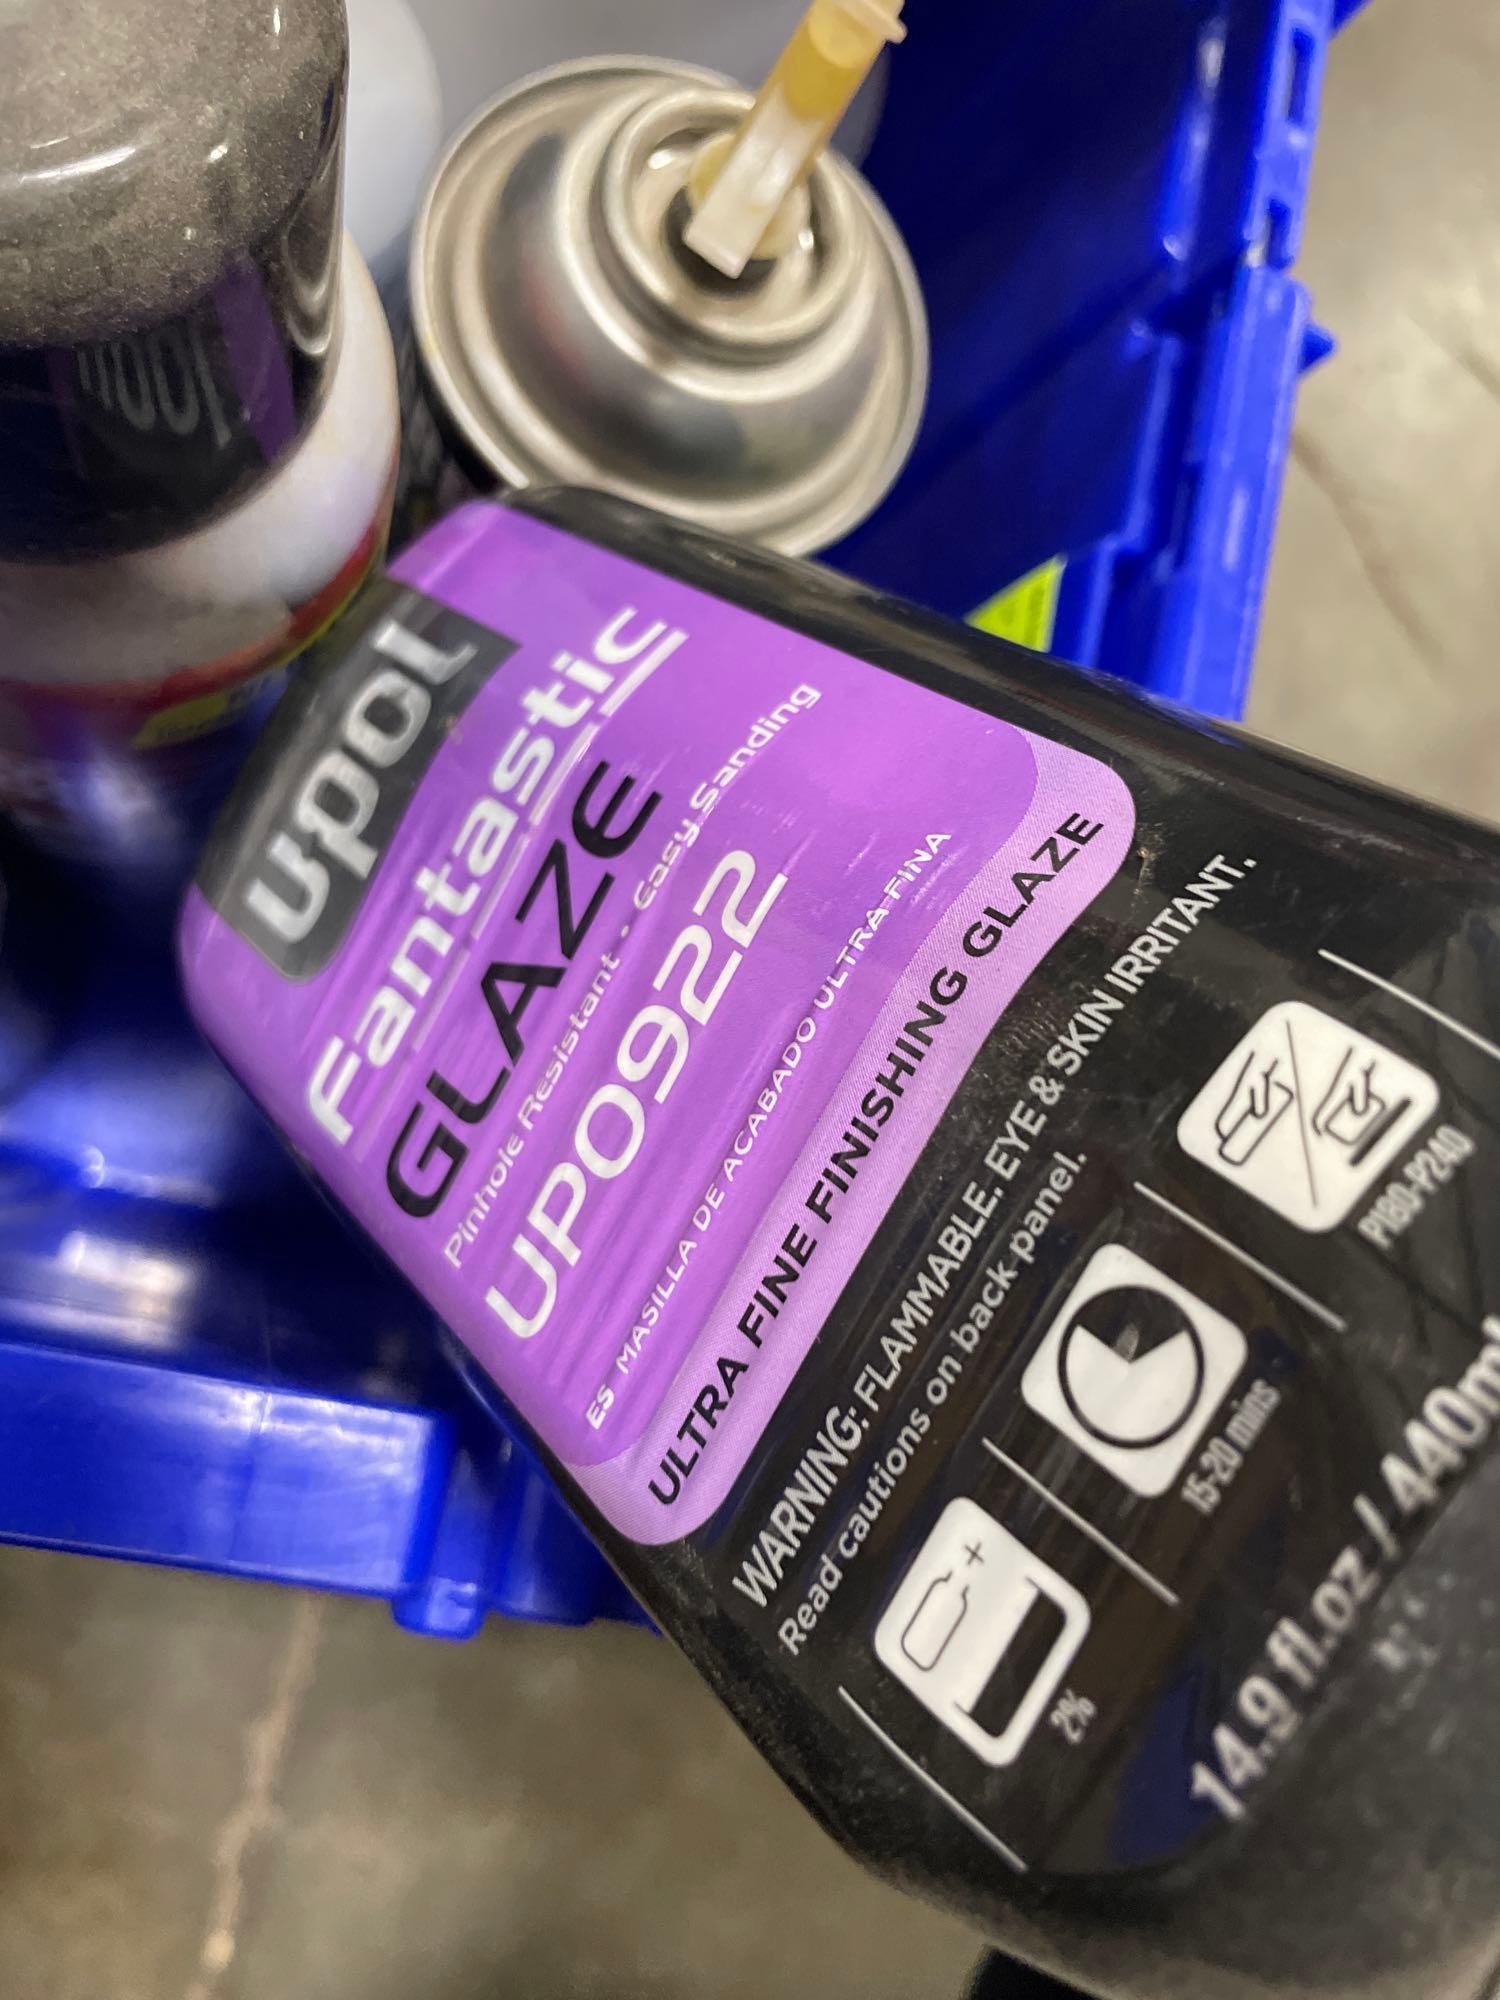 upol
upol
Fantastic
GLAZE
Pinhole Resistant • Easy Sanding
UP0922
ES MASILLA DE ACABADO ULTRA FINA
ULTRA FINE FINISHING GLAZE
WARNING: FLAMMABLE. EYE & SKIN IRRITANT.
Read cautions on back panel.
2%
15-20 mins
P180-P240
14.9 fl.oz / 440ml